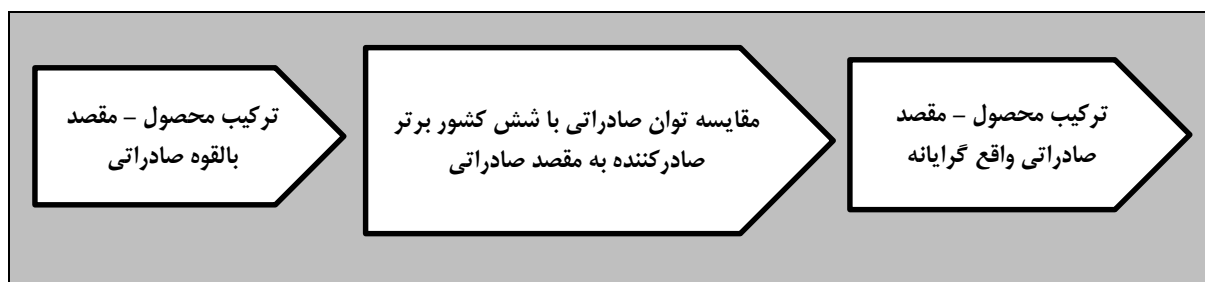 ترکیب محصول – مقصد
بالقوه صادراتی
مقایسه توان صادراتی با شش کشور برتر
صادرکننده به مقصد صادراتی
ترکیب محصول – مقصد
صادراتی واقع گرایانه